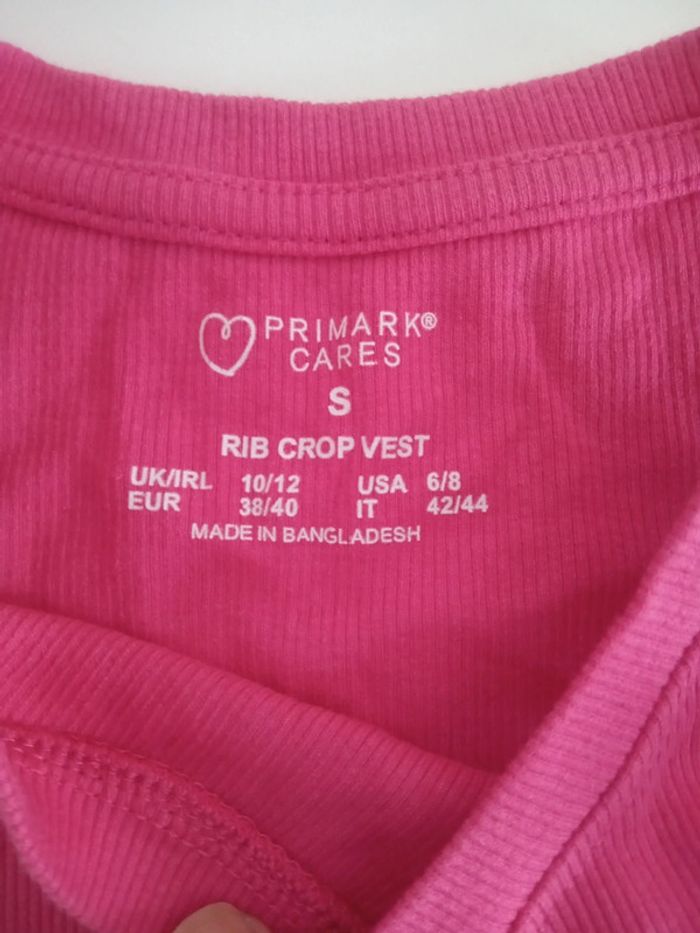 PRIMARK®
CARES
S
RIB CROP VEST
UK/IRL 10/12 USA 6/8
EUR 38/40 IT 42/44
MADE IN BANGLADESH